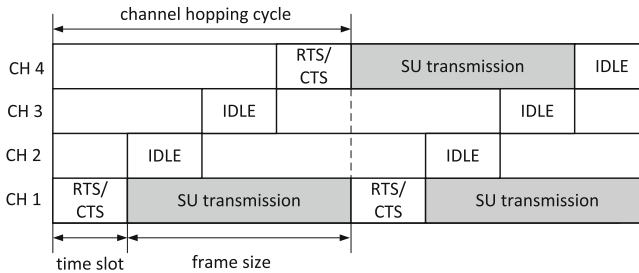 channel hopping cycle
CH 4
RTS/
CTS
SU transmission
IDLE
CH 3
IDLE
IDLE
CH 2
IDLE
IDLE
CH 1
RTS/
CTS
SU transmission
RTS/
CTS
SU transmission
time slot
frame size